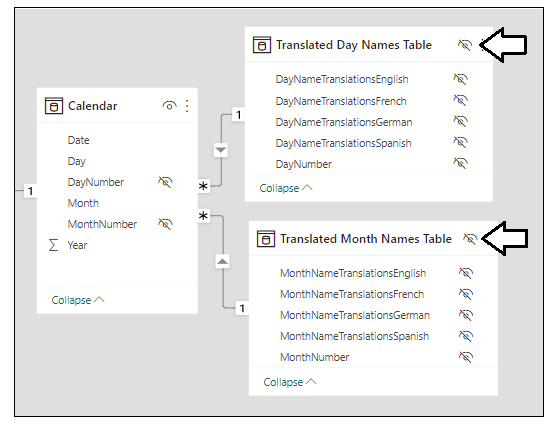 Calendar
Date
Day
DayNumber
Month
MonthNumber
Σ Year
Collapse
1
1
*
*
1
Translated Day Names Table
DayNameTranslationsEnglish
DayNameTranslationsFrench
DayNameTranslationsGerman
DayNameTranslationsSpanish
DayNumber
Collapse
Translated Month Names Table
MonthNameTranslationsEnglish
MonthNameTranslationsFrench
MonthNameTranslationsGerman
MonthNameTranslationsSpanish
MonthNumber
Collapse